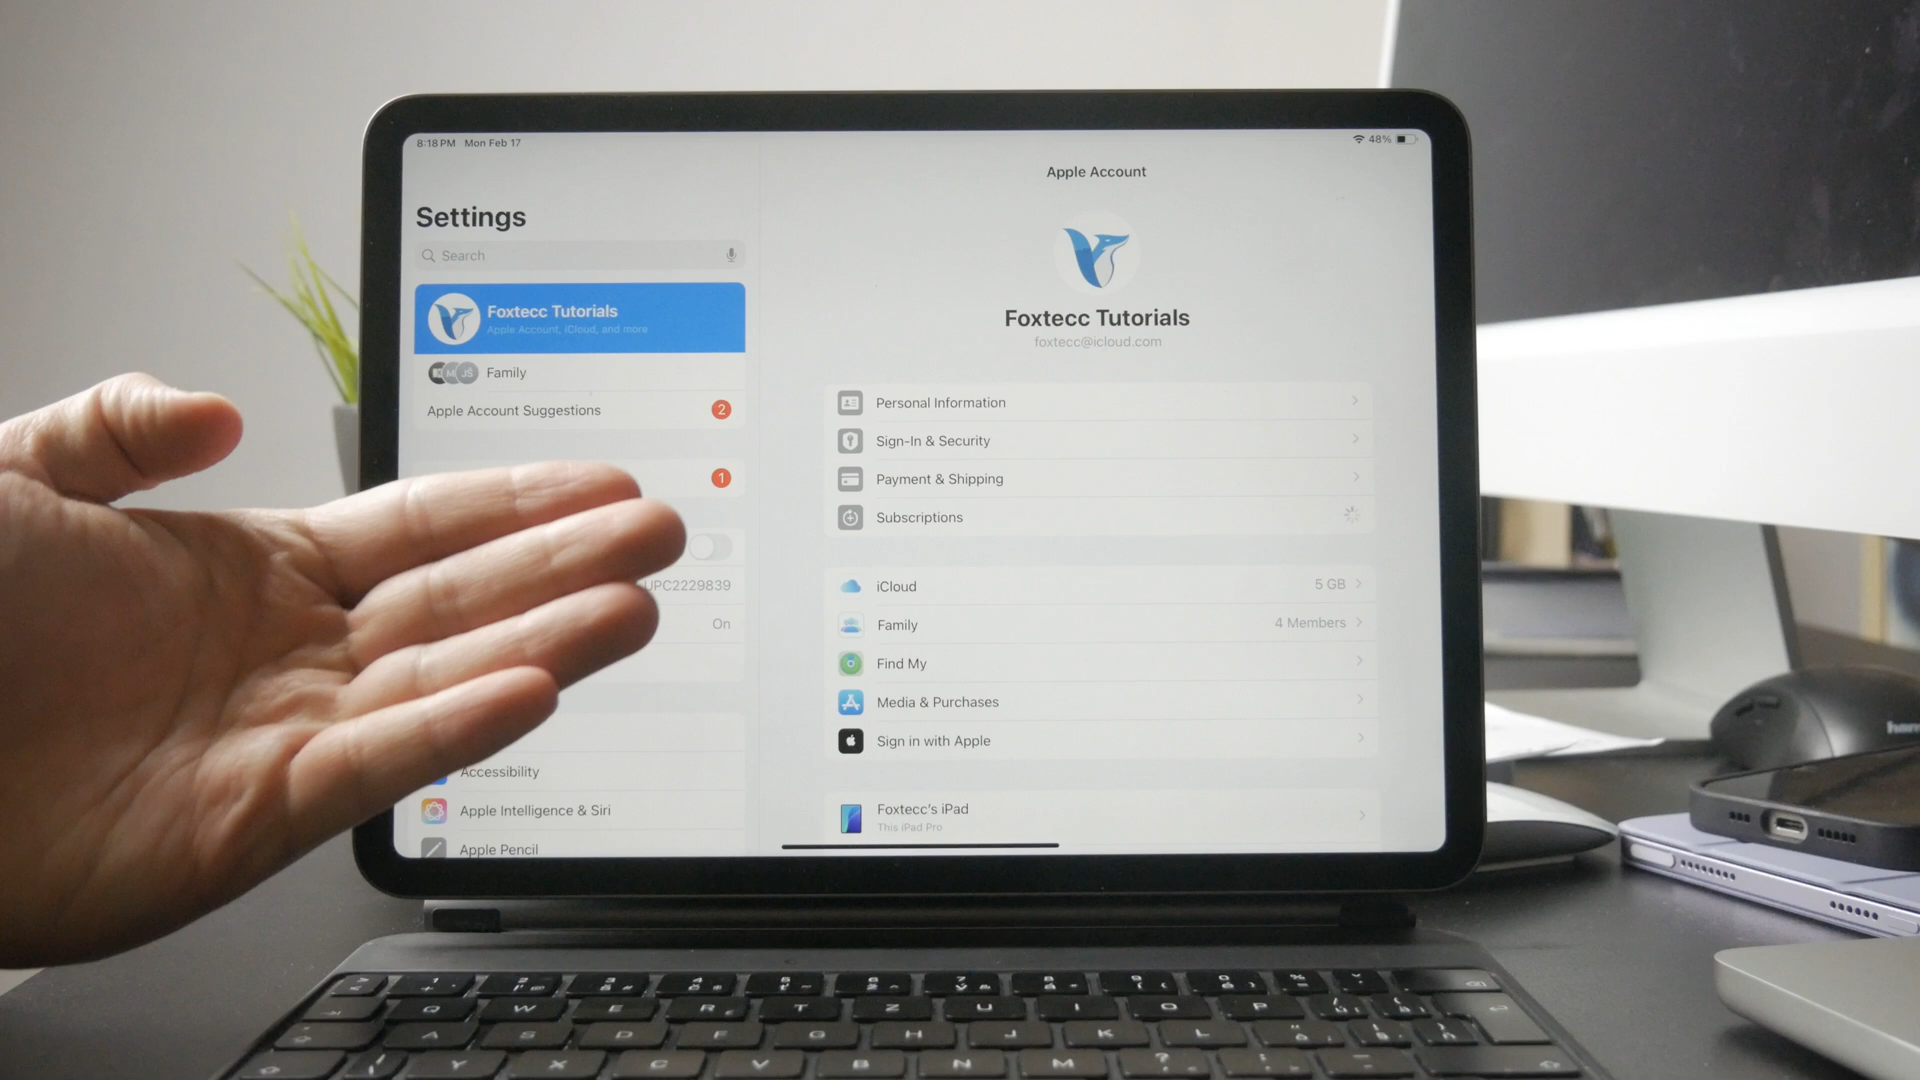 8:18 PM Mon Feb 17
48%
Settings
Search
Foxtecc Tutorials
Apple Account, iCloud, and more
Family
Apple Account Suggestions 2
1
UPC2229839
On
Accessibility
Apple Intelligence & Siri
Apple Pencil
Apple Account
Foxtecc Tutorials
foxtecc@icloud.com
Personal Information
Sign-In & Security
Payment & Shipping
Subscriptions
iCloud 5 GB
Family 4 Members
Find My
Media & Purchases
Sign in with Apple
Foxtecc's iPad
This iPad Pro
Q W E R T Z U I O P
A S D F G H J K L
Y X C V B N M